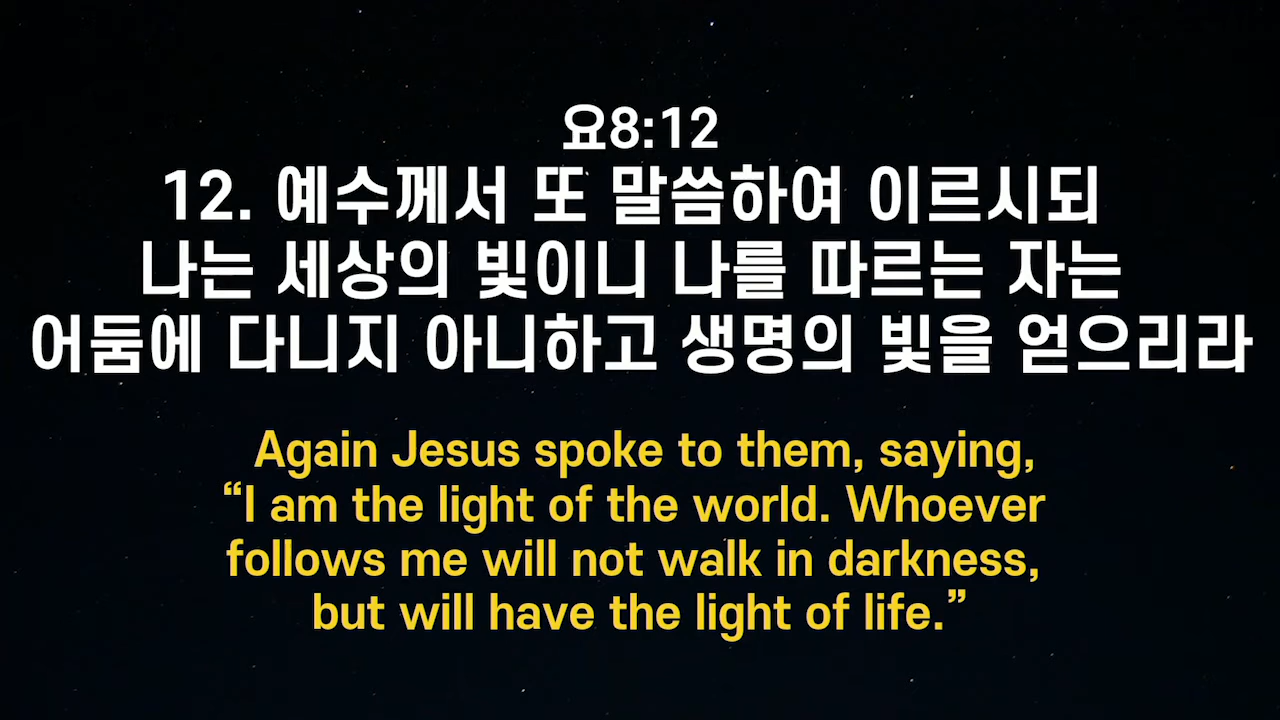 요8:12
12. 예수께서 또 말씀하여 이르시되
나는 세상의 빛이니 나를 따르는 자는
어둠에 다니지 아니하고 생명의 빛을 얻으리라
Again Jesus spoke to them, saying,
“I am the light of the world. Whoever
follows me will not walk in darkness,
but will have the light of life.”